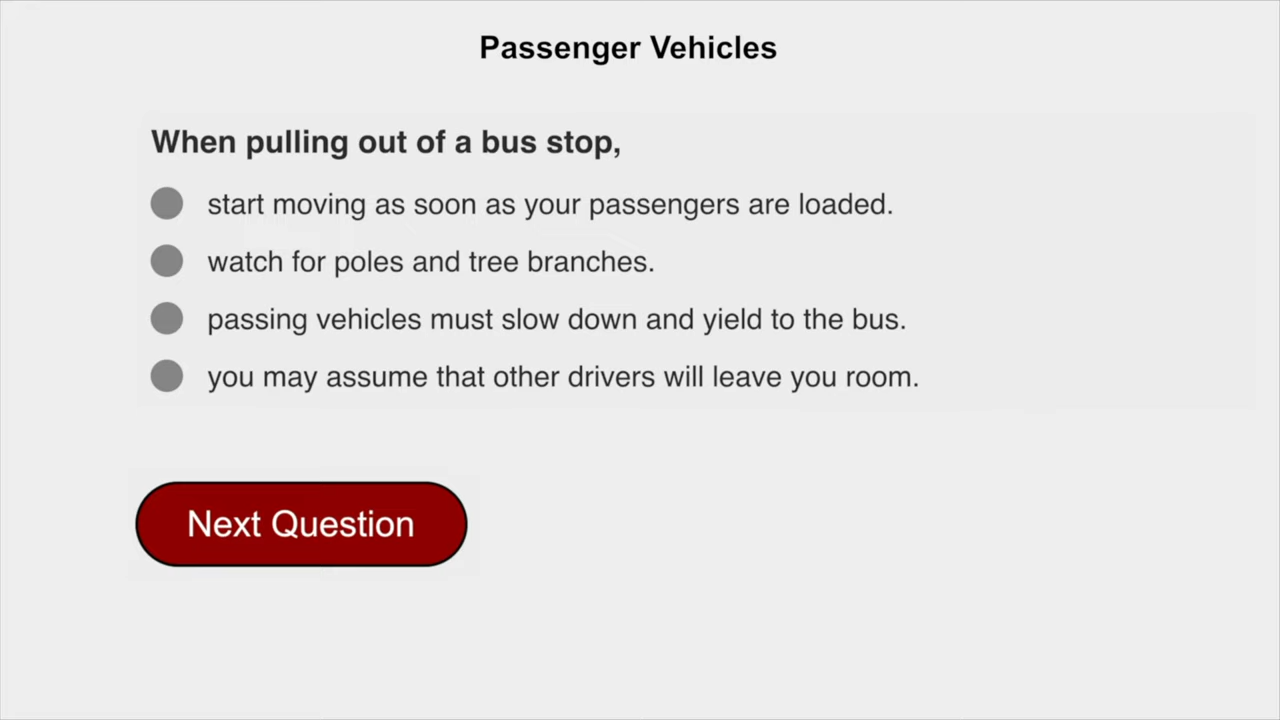 Passenger Vehicles
When pulling out of a bus stop,
start moving as soon as your passengers are loaded.
watch for poles and tree branches.
passing vehicles must slow down and yield to the bus.
you may assume that other drivers will leave you room.
Next Question